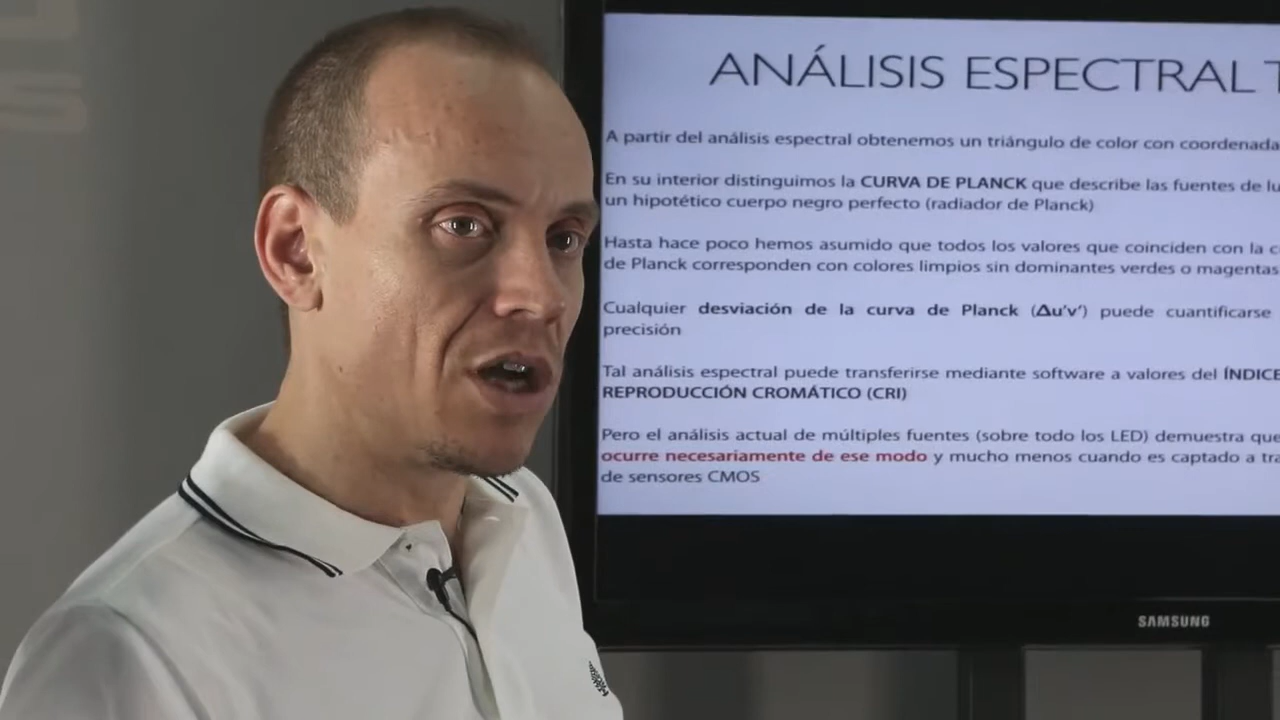 ANÁLISIS ESPECTRAL
A partir del análisis espectral obtenemos un triángulo de color con
En su interior distinguimos la CURVA DE PLANCK que describe las fuentes de
un hipotético cuerpo negro perfecto (radiador de Planck)
Hasta hace poco hemos asumido que todos los valores que coinciden con la
de Planck corresponden con colores limpios sin dominantes verdes o magentas
Cualquier desviación de la curva de Planck (Δu'v') puede cuantificarse
precisión
Tal análisis espectral puede transferirse mediante software a valores del ÍNDICE
REPRODUCCIÓN CROMÁTICO (CRI)
Pero el análisis actual de múltiples fuentes (sobre todo los LED) demuestra que
ocurre necesariamente de ese modo y mucho menos cuando es captado a
de sensores CMOS
SAMSUNG